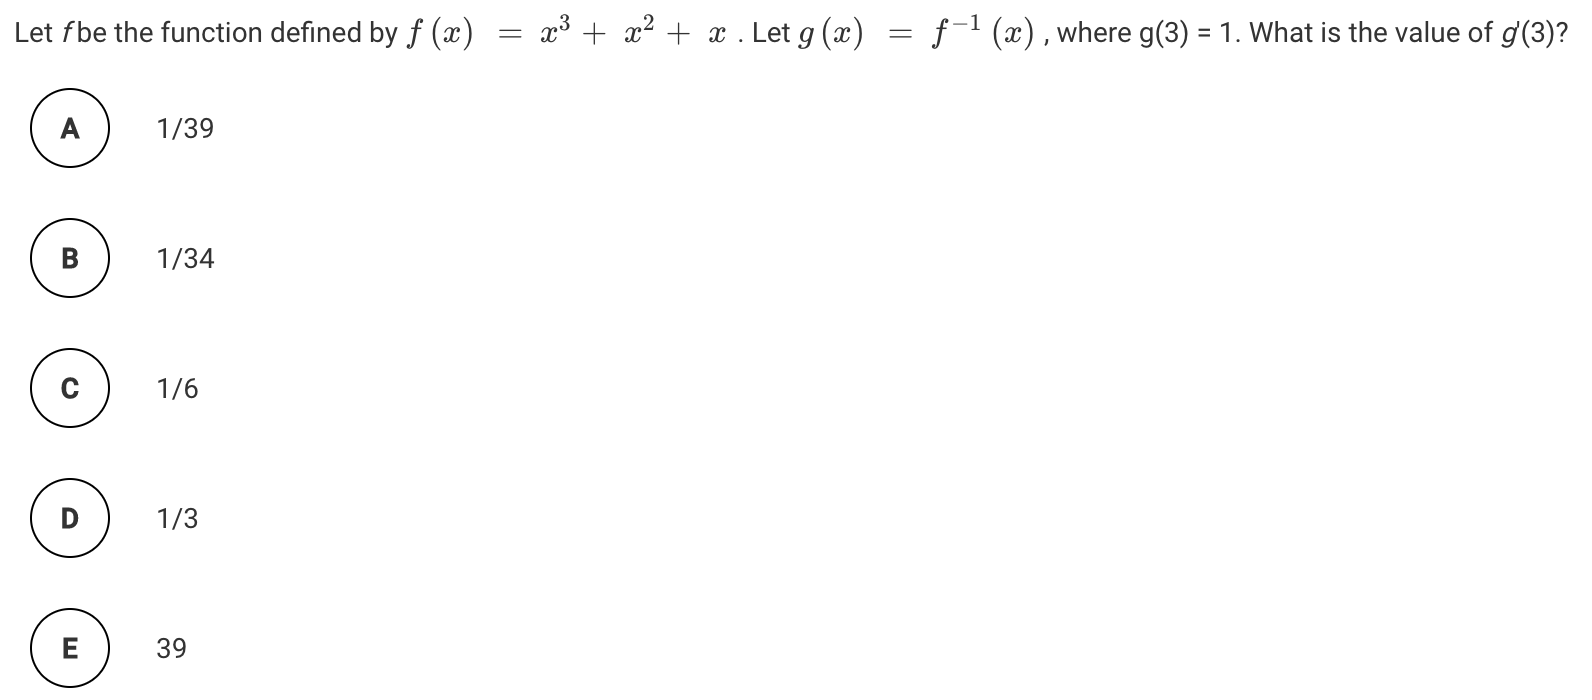 Let f be the function defined by f (x) = x³ + x² + x . Let g (x) = f⁻¹ (x) , where g(3) = 1. What is the value of g'(3)?
A 1/39
B 1/34
C 1/6
D 1/3
E 39